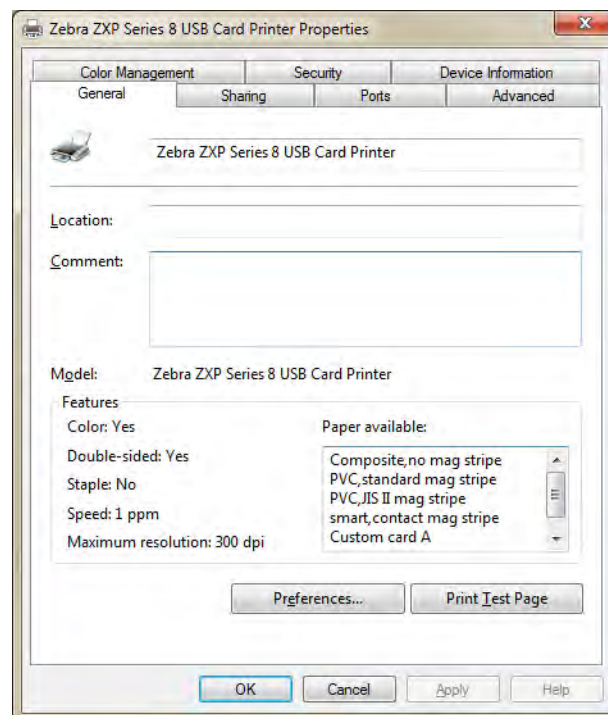 Zebra ZXP Series 8 USB Card Printer Properties
Color Management Security Device Information
General Sharing Ports Advanced
Zebra ZXP Series 8 USB Card Printer
Location:
Comment:
Model: Zebra ZXP Series 8 USB Card Printer
Features
Color: Yes Paper available:
Double-sided: Yes
Composite,no mag stripe
Staple: No
PVC,standard mag stripe
PVC,JIS II mag stripe
Speed: 1 ppm
smart,contact mag stripe
Maximum resolution: 300 dpi
Custom card A
Preferences... Print Test Page
OK Cancel Apply Help